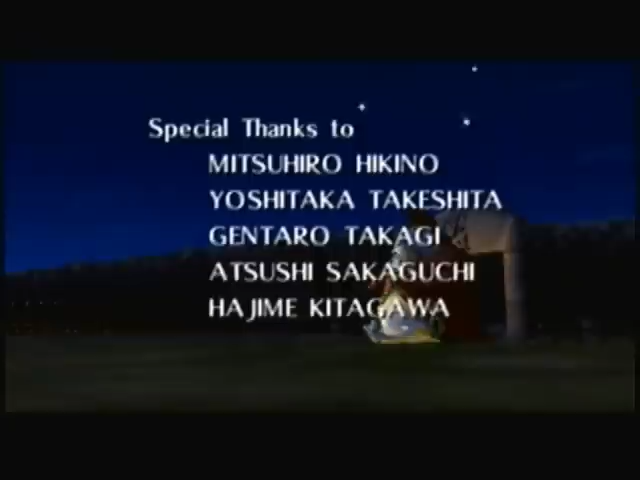 Special Thanks to
MITSUHIRO HIKINO
YOSHITAKA TAKESHITA
GENTARO TAKAGI
ATSUSHI SAKAGUCHI
HAJIME KITAGAWA